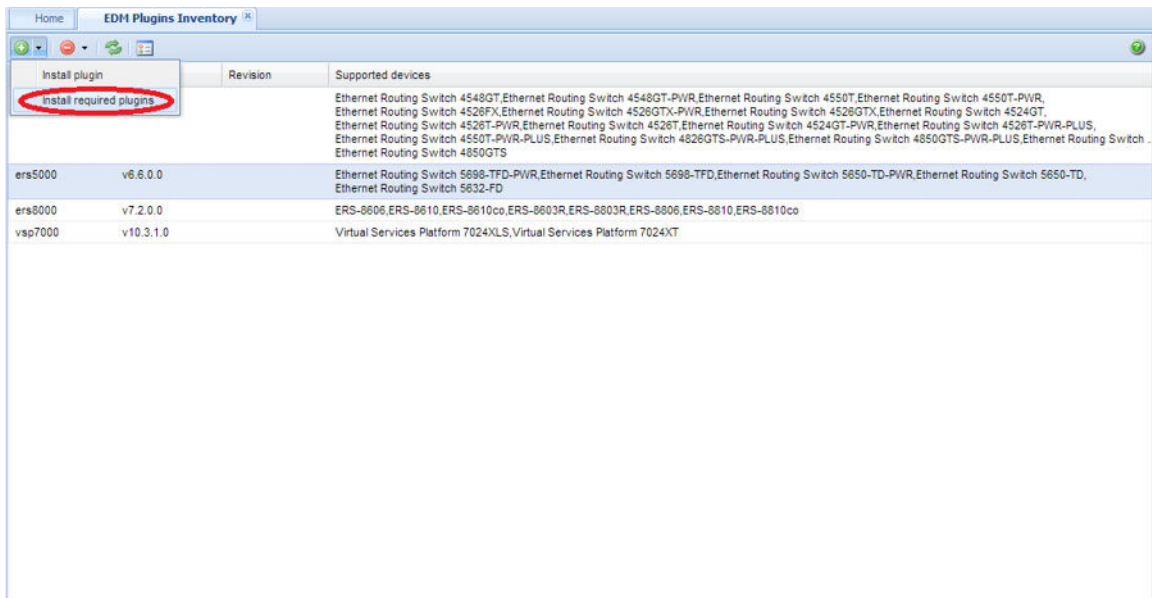 Home
EDM Plugins Inventory
Install plugin
Install required plugins
Revision
Supported devices
Ethernet Routing Switch 4548GT,Ethernet Routing Switch 4548GT-PWR,Ethernet Routing Switch 4550T,Ethernet Routing Switch 4550T-PWR,
Ethernet Routing Switch 4526FX,Ethernet Routing Switch 4526GTX-PWR,Ethernet Routing Switch 4526GTX,Ethernet Routing Switch 4524GT,
Ethernet Routing Switch 4526T-PWR,Ethernet Routing Switch 4526T,Ethernet Routing Switch 4524GT-PWR,Ethernet Routing Switch 4526T-PWR-PLUS,
Ethernet Routing Switch 4550T-PWR-PLUS,Ethernet Routing Switch 4826GTS-PWR-PLUS,Ethernet Routing Switch 4850GTS-PWR-PLUS,Ethernet Routing Switch ..
Ethernet Routing Switch 4850GTS
ers5000 v6.6.0.0 Ethernet Routing Switch 5698-TFD-PWR,Ethernet Routing Switch 5698-TFD,Ethernet Routing Switch 5650-TD-PWR,Ethernet Routing Switch 5650-TD,
Ethernet Routing Switch 5632-FD
ers8000 v7.2.0.0 ERS-8606,ERS-8610,ERS-8610co,ERS-8603R,ERS-8803R,ERS-8806,ERS-8810,ERS-8810co
vsp7000 v10.3.1.0 Virtual Services Platform 7024XLS,Virtual Services Platform 7024XT